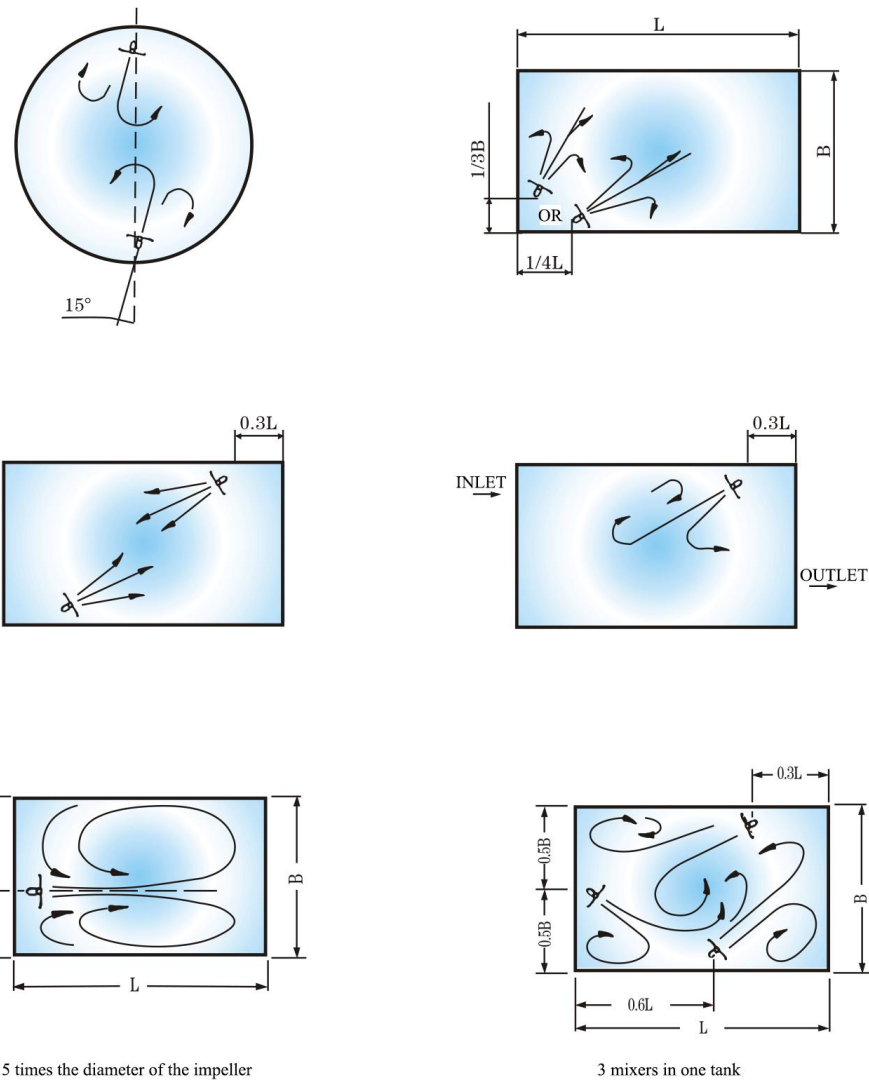 L
1/3B
B
OR
1/4L
15°
0.3L
0.3L
INLET
OUTLET
0.3L
0.5B
B
B
0.5B
L
0.6L
L
5 times the diameter of the impeller
3 mixers in one tank